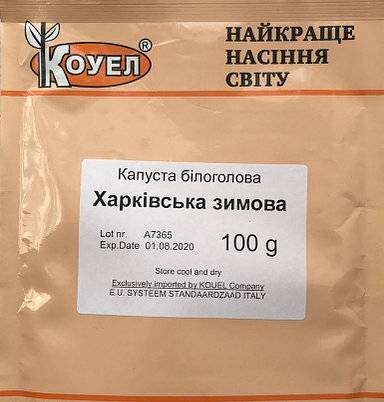 КОУЕЛ®
НАЙКРАЩЕ
НАСІННЯ
СВІТУ
Капуста білоголова
Харківська зимова
Lot nr. A7365
Exp.Date 01.08.2020
100 g
Store cool and dry
Exclusively imported by KOUEL Company
E.U. SYSTEEM STANDAARDZAAD ITALY